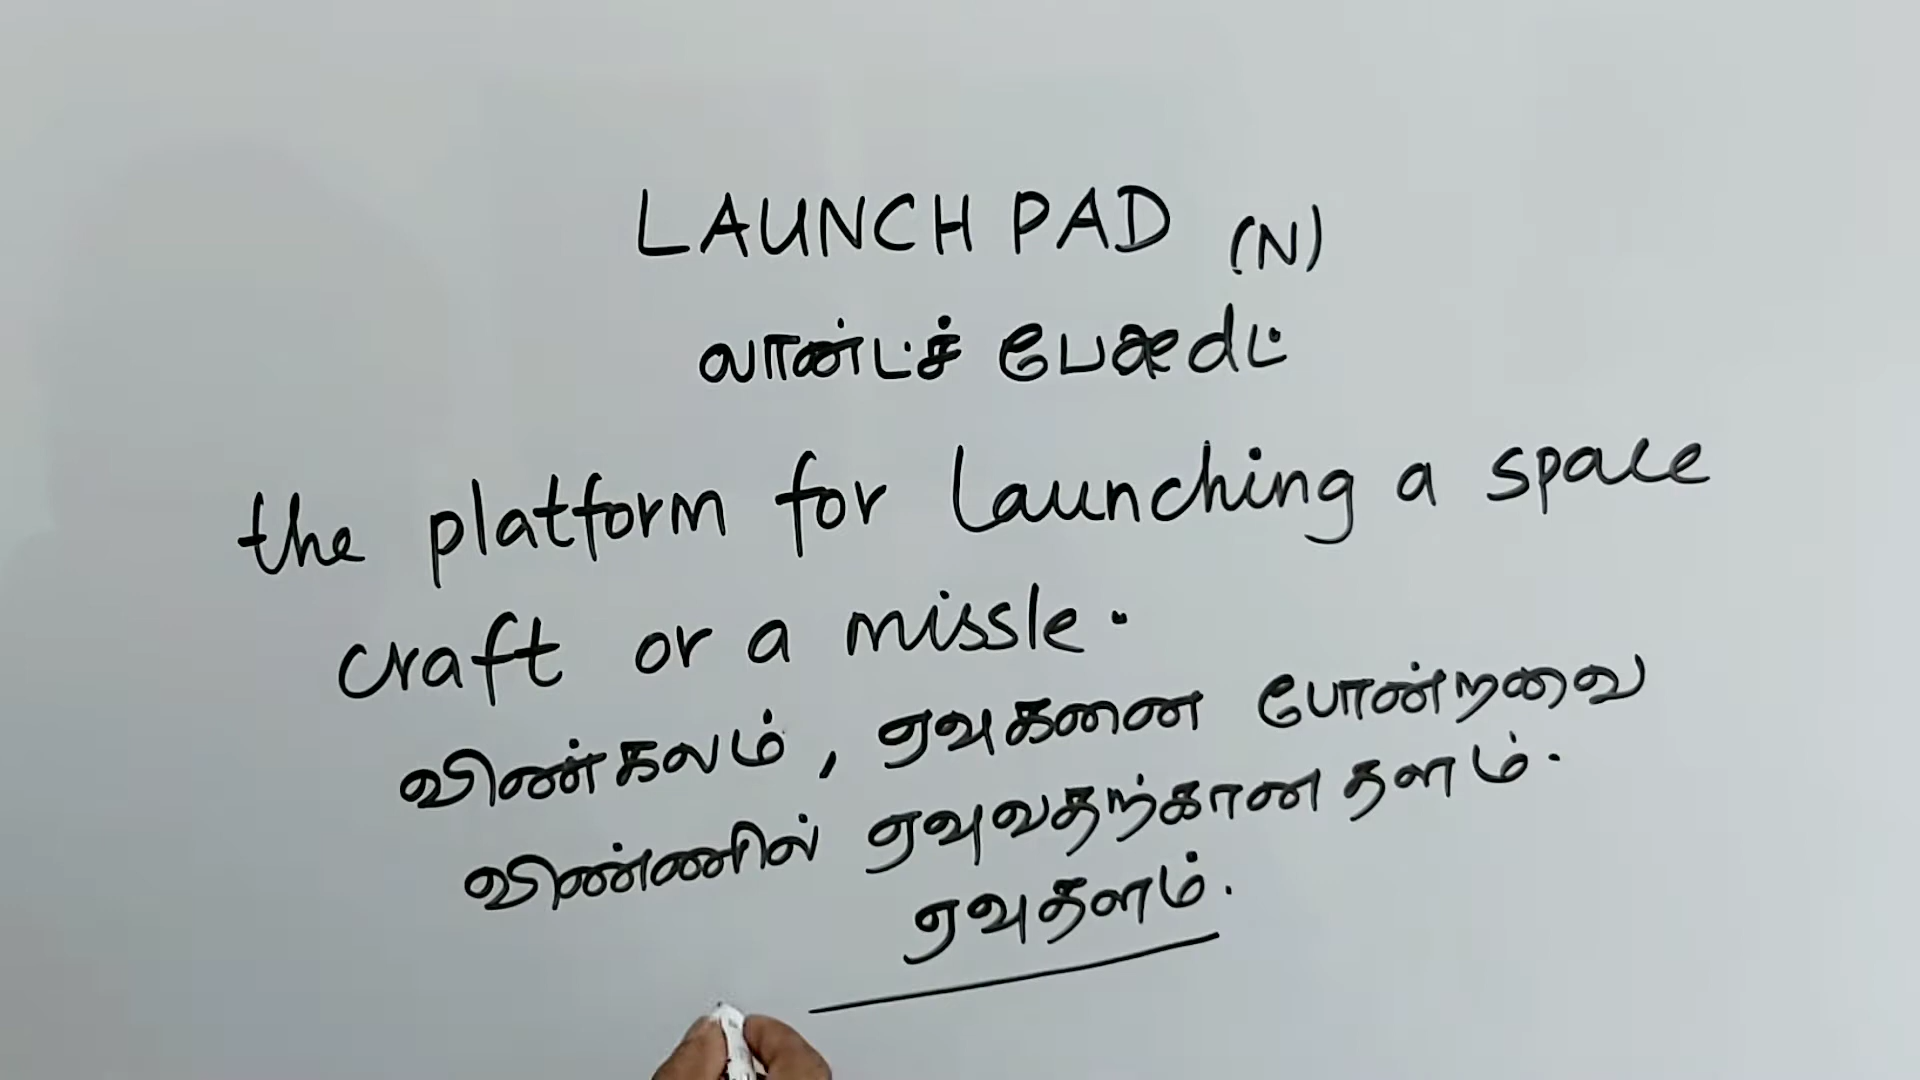 LAUNCH PAD (N)
லான்ட்ச்
the platform for launching a space
craft or a missle.
விண்கலம், ஏவுகணை போன்றவை
விண்ணில் ஏவுவதற்கான தளம்.
ஏவுதளம்.